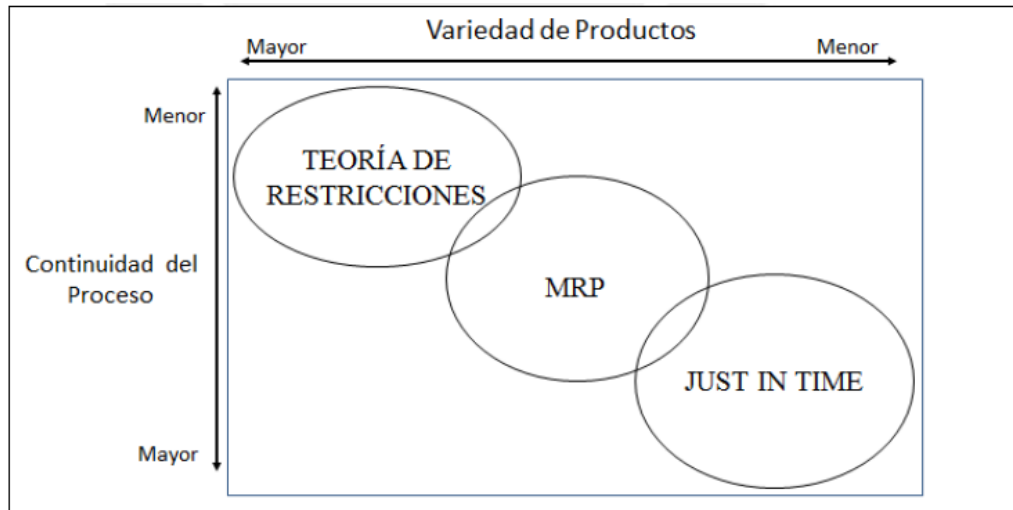 Variedad de Productos
Mayor
Menor
Menor
TEORÍA DE
RESTRICCIONES
Continuidad del
Proceso
MRP
JUST IN TIME
Mayor